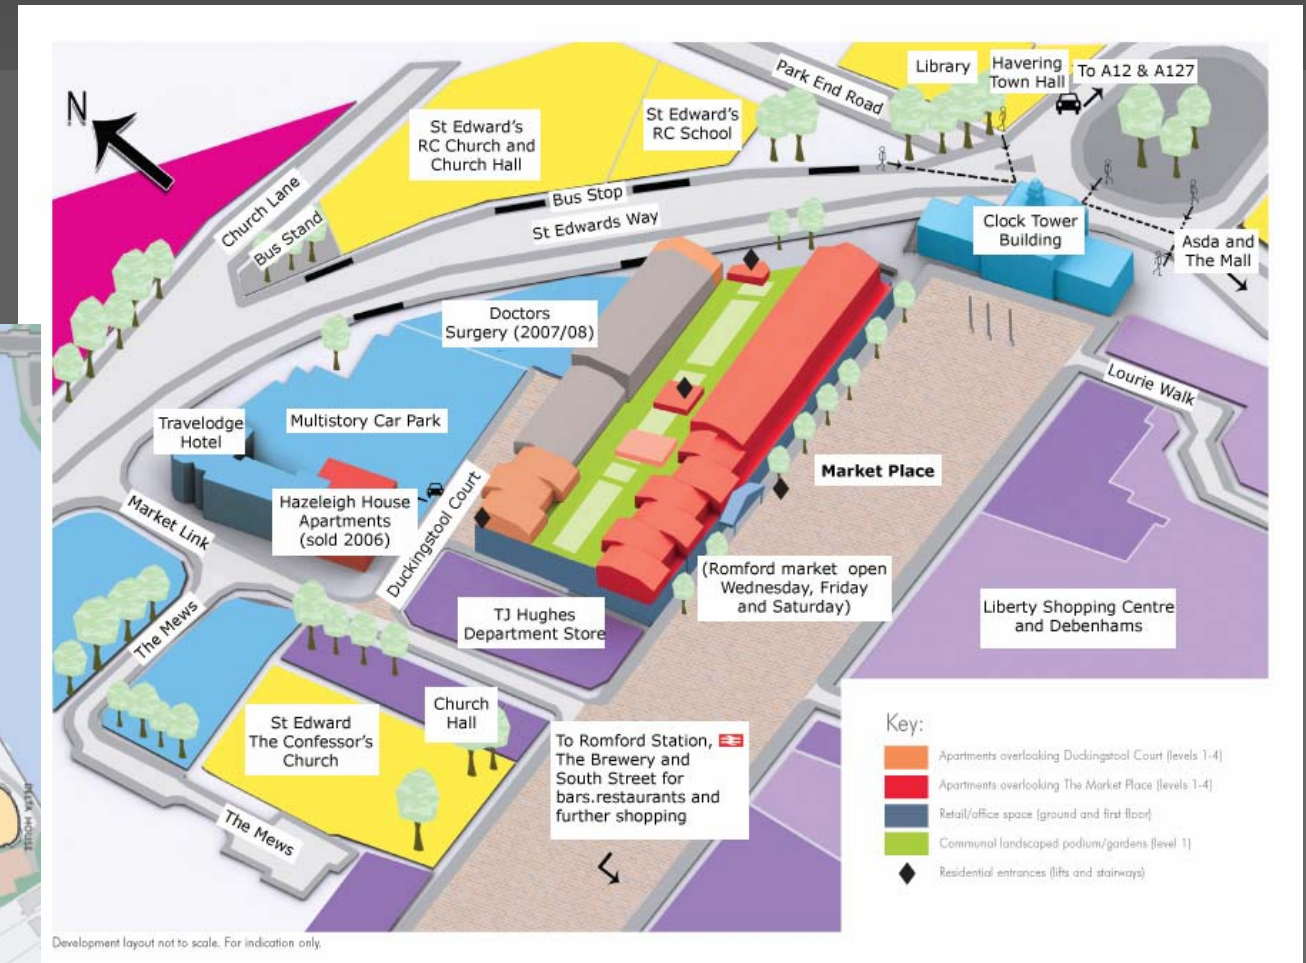 N
Park End Road
Library
Havering
Town Hall
To A12 & A127
St Edward's
RC Church and
Church Hall
St Edward's
RC School
Church Lane
Bus Stand
Bus Stop
St Edwards Way
Clock Tower
Building
Asda and
The Mall
Doctors
Surgery (2007/08)
Lourie Walk
Travelodge
Hotel
Multistory Car Park
Market Place
Hazeleigh House
Apartments
(sold 2006)
Market Link
Duckingstool Court
(Romford market open
Wednesday, Friday
and Saturday)
TJ Hughes
Department Store
Liberty Shopping Centre
and Debenhams
The Mews
Church
Hall
St Edward
The Confessor's
Church
To Romford Station,
The Brewery and
South Street for
bars.restaurants and
further shopping
The Mews
Key:
Apartments overlooking Duckingstool Court (levels 1-4)
Apartments overlooking The Market Place (levels 1-4)
Retail/office space (ground and first floor)
Communal landscaped podium/gardens (level 1)
Residential entrances (lifts and stairways)
Development layout not to scale. For indication only.